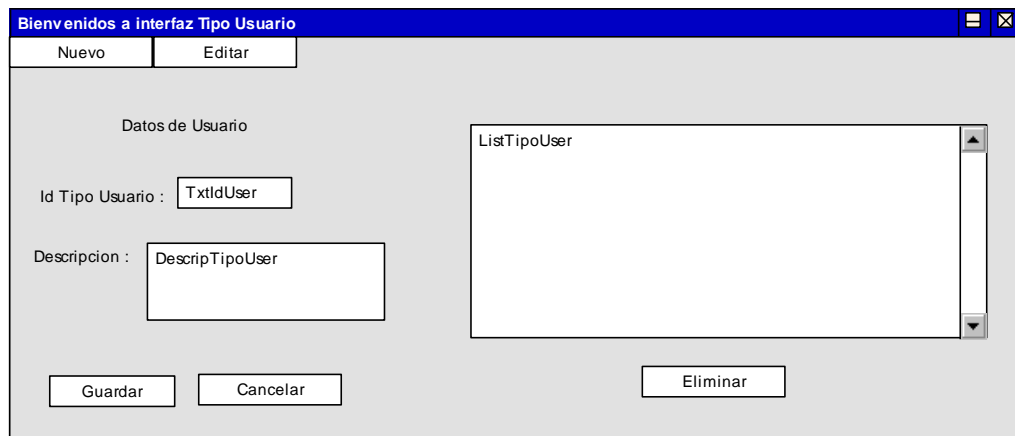 Bienvenidos a interfaz Tipo Usuario
Nuevo
Editar
Datos de Usuario
ListTipoUser
Id Tipo Usuario :
TxtIdUser
Descripcion :
DescripTipoUser
Guardar
Cancelar
Eliminar